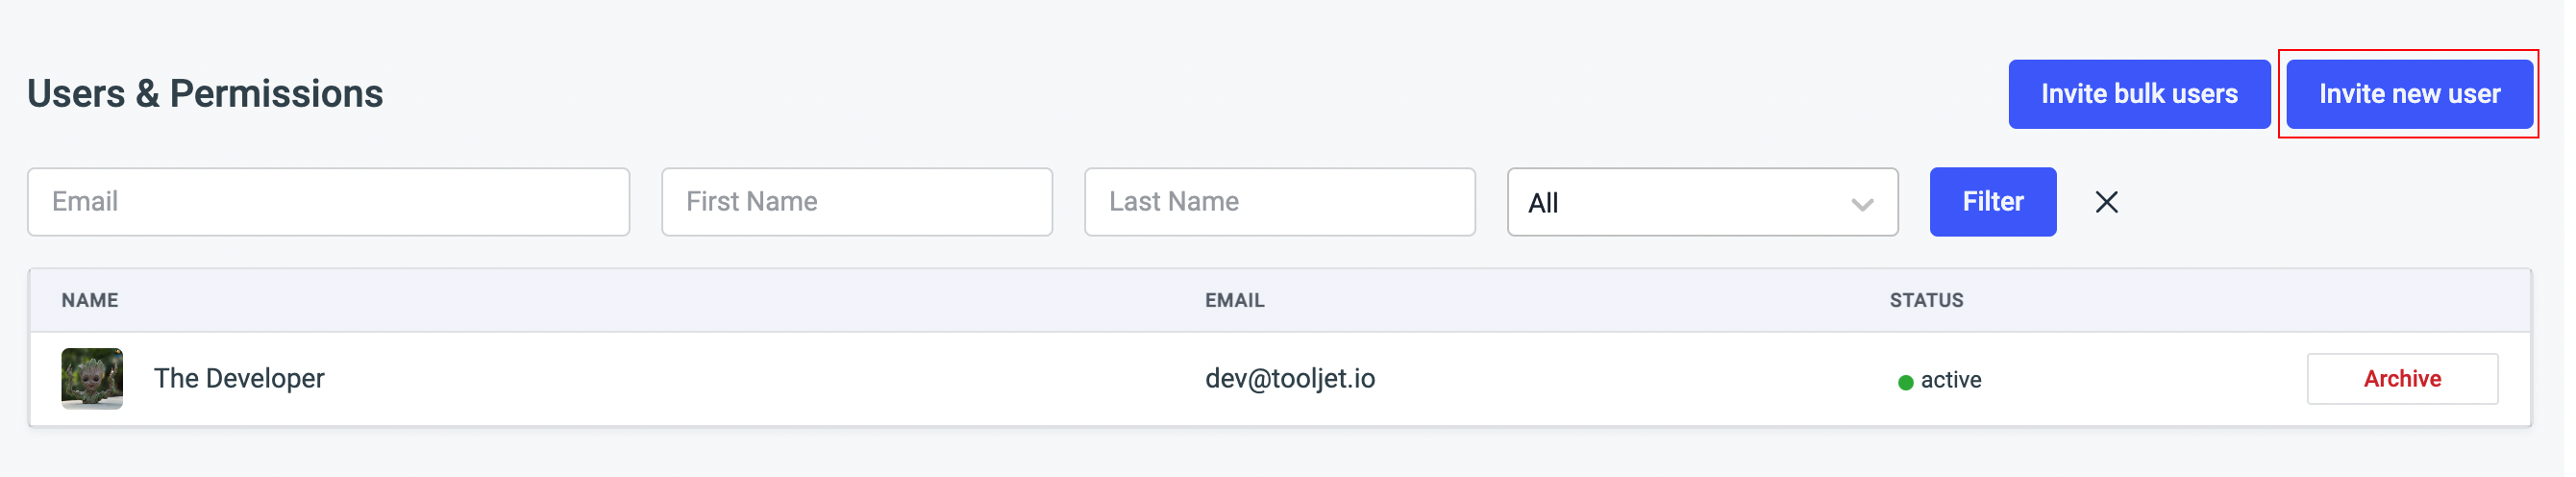 Users & Permissions
Invite bulk users
Invite new user
Email
First Name
Last Name
All
Filter
NAME
EMAIL
STATUS
The Developer
dev@tooljet.io
active
Archive